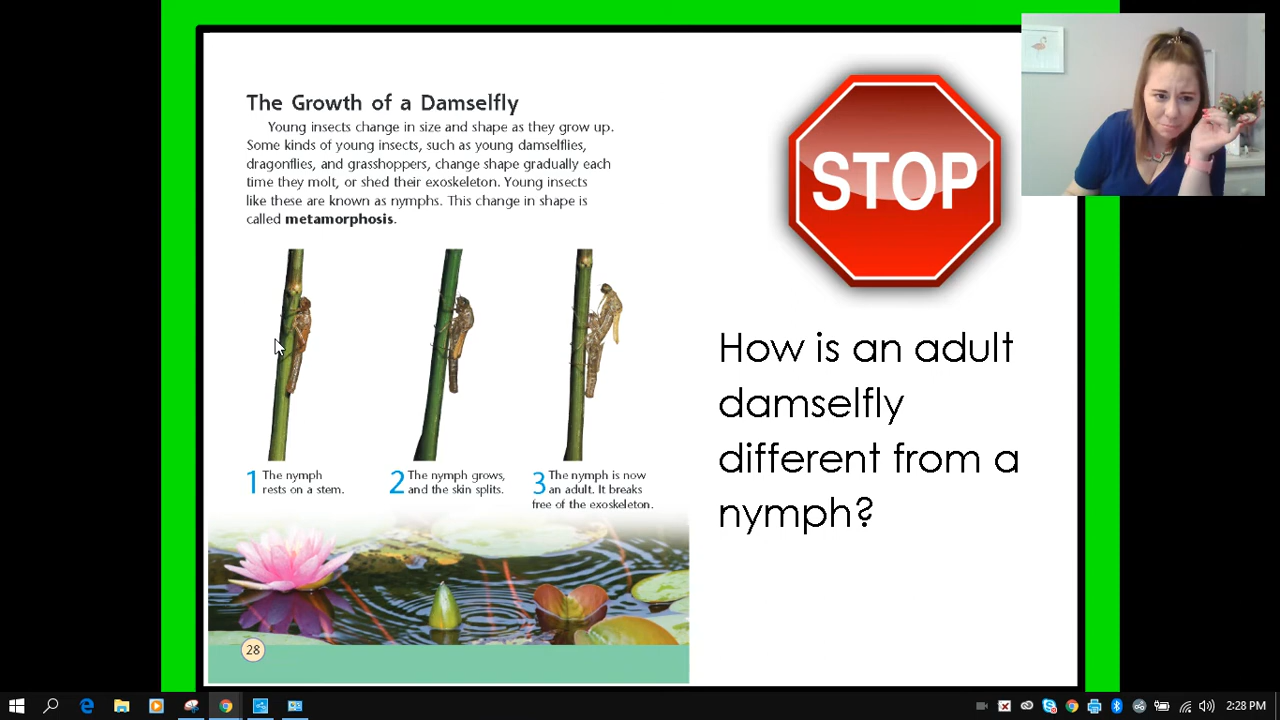 The Growth of a Damselfly
Young insects change in size and shape as they grow up.
Some kinds of young insects, such as young damselflies,
dragonflies, and grasshoppers, change shape gradually each
time they molt, or shed their exoskeleton. Young insects
like these are known as nymphs. This change in shape is
called metamorphosis.
1 The nymph
rests on a stem.
2 The nymph grows,
and the skin splits.
3 The nymph is now
an adult. It breaks
free of the exoskeleton.
28
STOP
How is an adult
damselfly
different from a
nymph?
2:28 PM